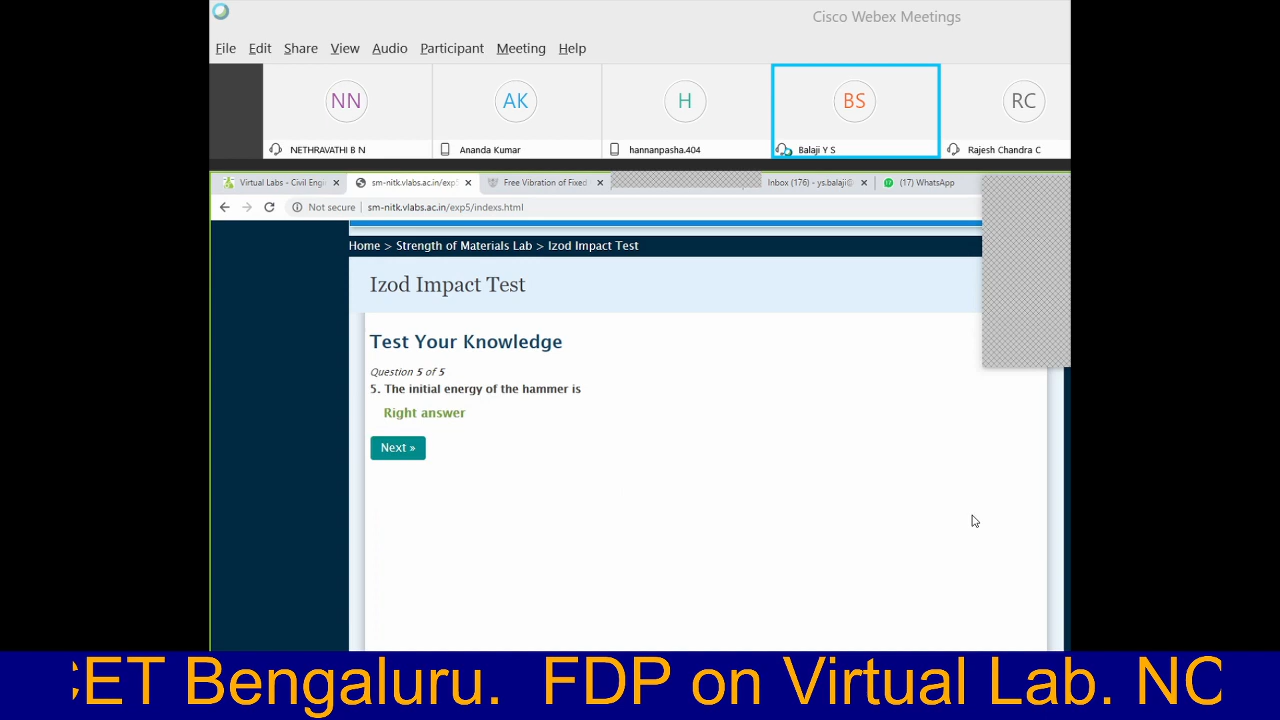 Cisco Webex Meetings
File Edit Share View Audio Participant Meeting Help
NN AK H BS RC
NETHRAVATHI B N Ananda Kumar hannanpasha.404 Balaji Y S Rajesh Chandra C
Virtual Labs - Civil Engi sm-nitk.vlabs.ac.in/exp5 Free Vibration of Fixed Inbox (176) - ys.balaji@ (17) WhatsApp
Not secure sm-nitk.vlabs.ac.in/exp5/indexs.html
Home > Strength of Materials Lab > Izod Impact Test
Izod Impact Test
Test Your Knowledge
Question 5 of 5
5. The initial energy of the hammer is
Right answer
Next »
CET Bengaluru. FDP on Virtual Lab. NC